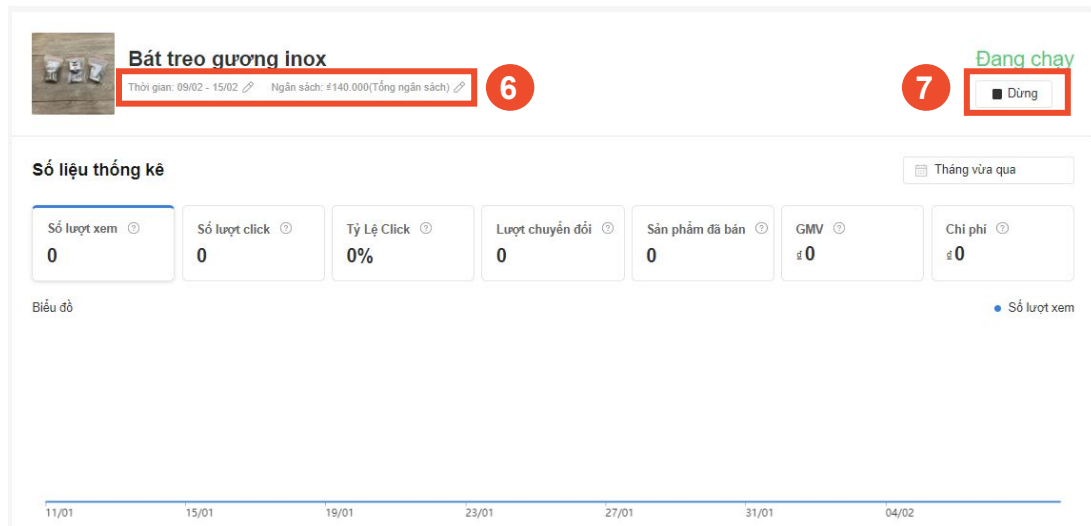 Bát treo gương inox
Đang chạy
Thời gian: 09/02 - 15/02 Ngân sách: ₫140.000(Tổng ngân sách)
6
7
Dừng
Số liệu thống kê
Tháng vừa qua
Số lượt xem
Số lượt click
Tỷ Lệ Click
Lượt chuyển đổi
Sản phẩm đã bán
GMV
Chi phí
0
0
0%
0
0
₫ 0
₫ 0
Biểu đồ
Số lượt xem
11/01 15/01 19/01 23/01 27/01 31/01 04/02